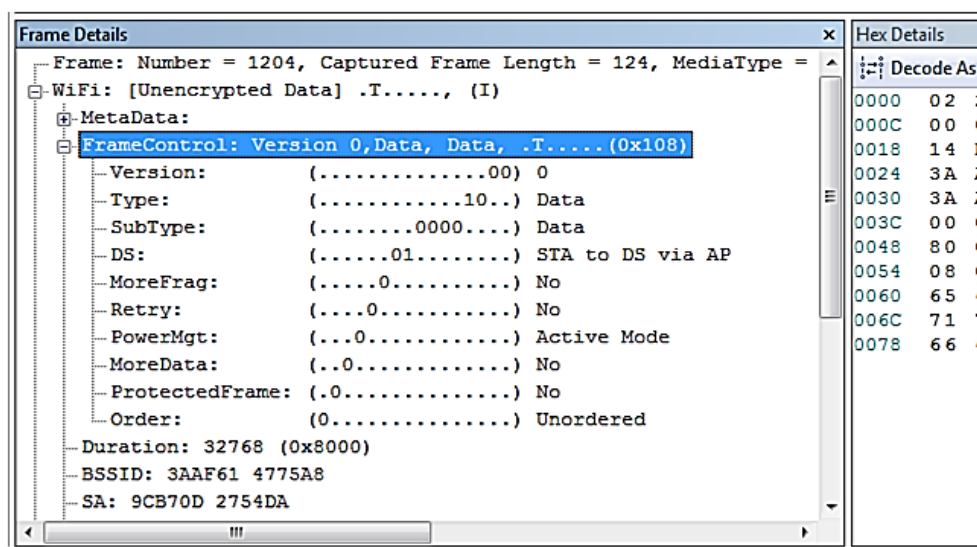 Frame Details
Frame: Number = 1204, Captured Frame Length = 124, MediaType =
WiFi: [Unencrypted Data] .T....., (I)
MetaData:
FrameControl: Version 0,Data, Data, .T.....(0x108)
Version: (..............00) 0
Type: (............10..) Data
SubType: (........0000....) Data
DS: (......01........) STA to DS via AP
MoreFrag: (.....0..........) No
Retry: (....0...........) No
PowerMgt: (...0............) Active Mode
MoreData: (..0.............) No
ProtectedFrame: (.0..............) No
Order: (0...............) Unordered
Duration: 32768 (0x8000)
BSSID: 3AAF61 4775A8
SA: 9CB70D 2754DA
Hex Details
Decode As
0000 02
000C 00
0018 14
0024 3A
0030 3A
003C 00
0048 80
0054 08
0060 65
006C 71
0078 66